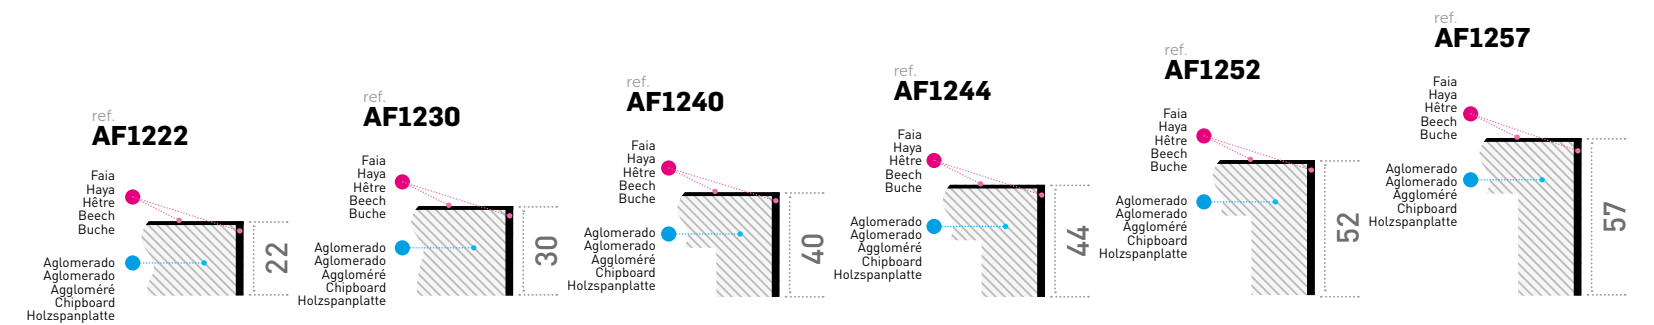 ref.
AF1222
Faia
Haya
Hêtre
Beech
Buche
Aglomerado
Aglomerado
Aggloméré
Chipboard
Holzspanplatte
22
ref.
AF1230
Faia
Haya
Hêtre
Beech
Buche
Aglomerado
Aglomerado
Aggloméré
Chipboard
Holzspanplatte
30
ref.
AF1240
Faia
Haya
Hêtre
Beech
Buche
Aglomerado
Aglomerado
Aggloméré
Chipboard
Holzspanplatte
40
ref.
AF1244
Faia
Haya
Hêtre
Beech
Buche
Aglomerado
Aglomerado
Aggloméré
Chipboard
Holzspanplatte
44
ref.
AF1252
Faia
Haya
Hêtre
Beech
Buche
Aglomerado
Aglomerado
Aggloméré
Chipboard
Holzspanplatte
52
ref.
AF1257
Faia
Haya
Hêtre
Beech
Buche
Aglomerado
Aglomerado
Aggloméré
Chipboard
Holzspanplatte
57